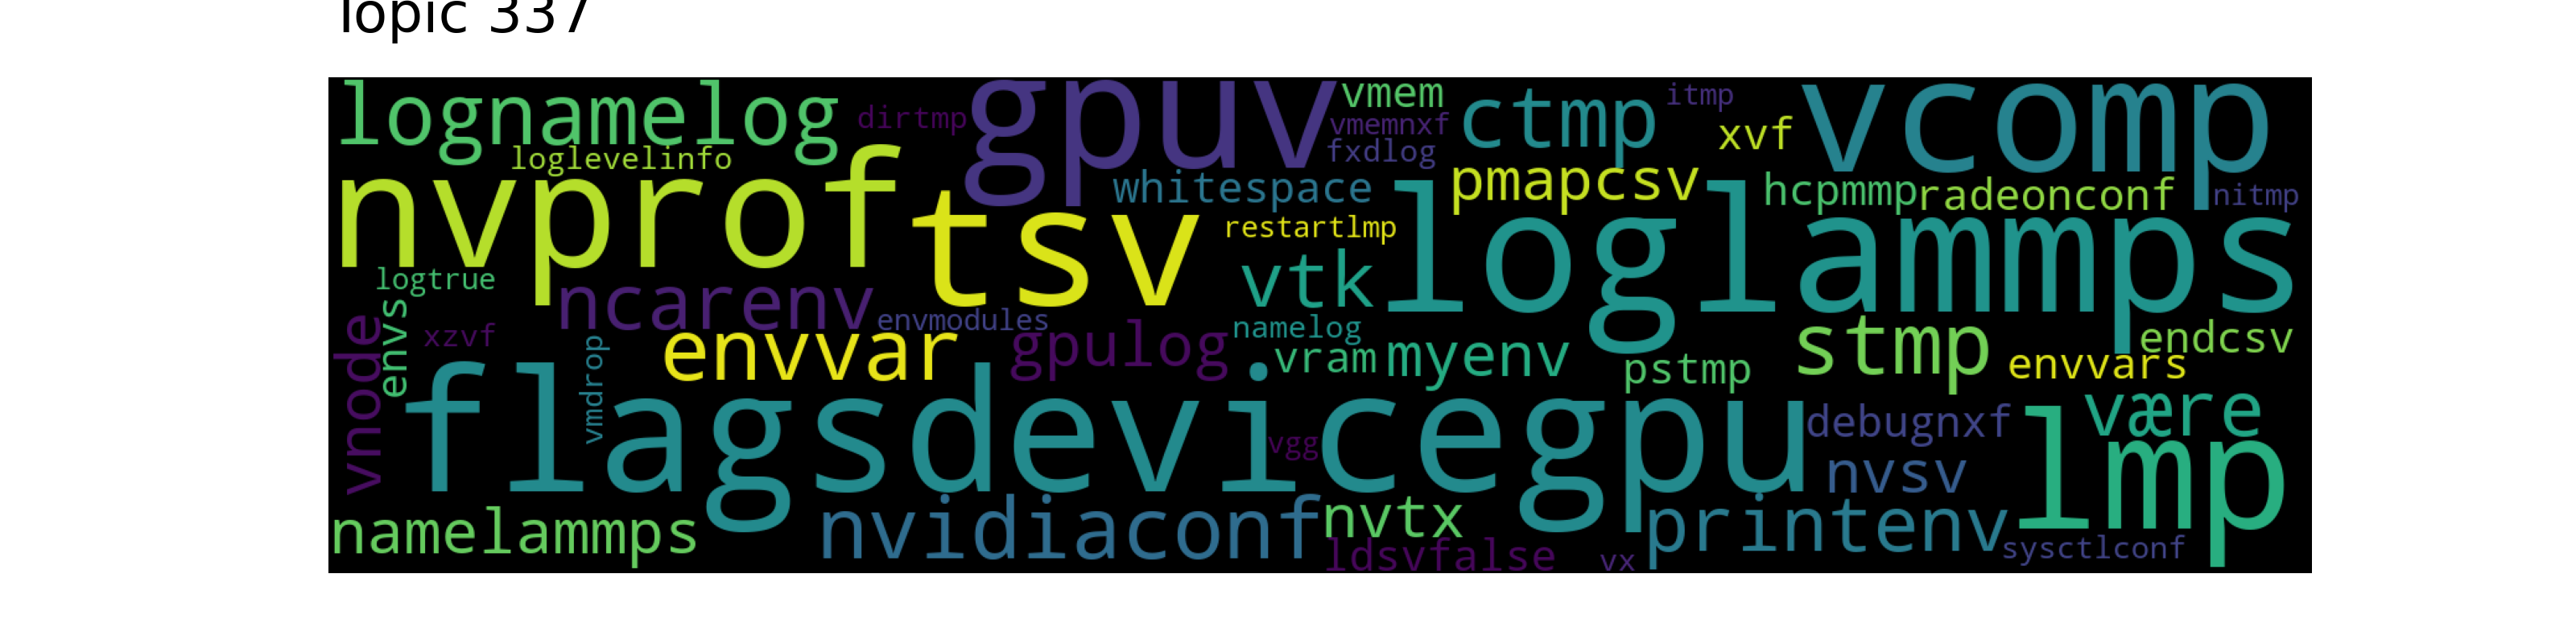 Topic 337
lognamelog dirtmp gpuv vmem ctmp itmp vcomp
vmemnxf xvf
loglevelinfo fxdlog
nvprof tsv whitespace pmapcsv hcpmmp radeonconf nitmp
restartlmp loglammps
logtrue ncarenv vtk
envmodules namelog
vnode envs xzvf envvar gpulog vram myenv stmp endcsv
pstmp envvars
vmdrop flagsdevicegpu debugnxf være
vgg nvsv lmp
namelammps nvidiaconf nvtx printenv
ldsvfalse vx sysctlconf